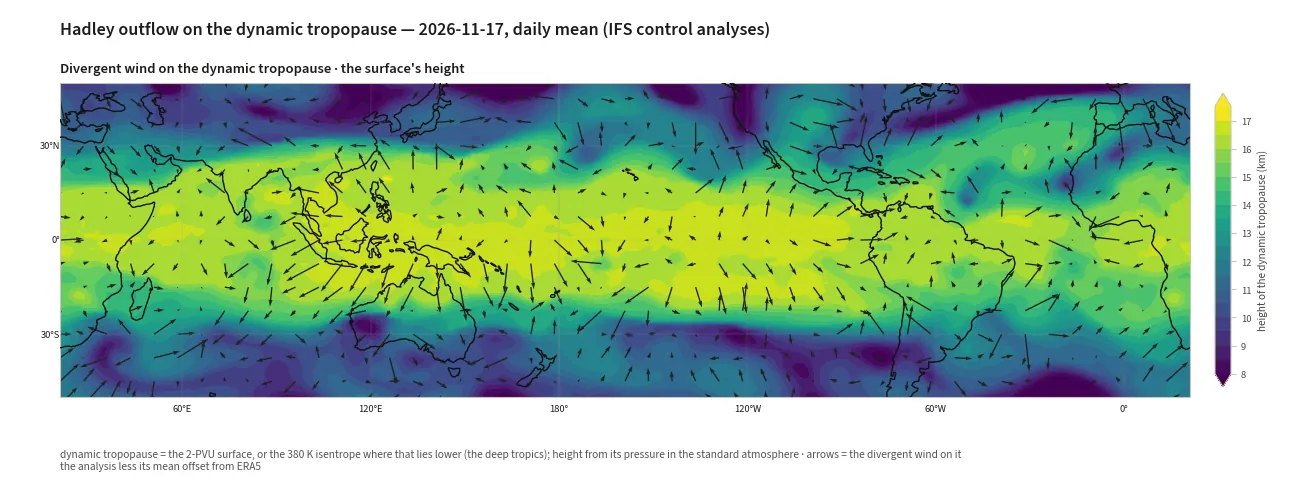 Hadley outflow on the dynamic tropopause — 2026-11-17, daily mean (IFS control analyses)
Divergent wind on the dynamic tropopause · the surface's height
30°N
0°
30°S
60°E
120°E
180°
120°W
60°W
0°
17
16
15
14
13
12
11
10
9
8
height of the dynamic tropopause (km)
dynamic tropopause = the 2-PVU surface, or the 380 K isentrope where that lies lower (the deep tropics); height from its pressure in the standard atmosphere · arrows = the divergent wind on it
the analysis less its mean offset from ERA5